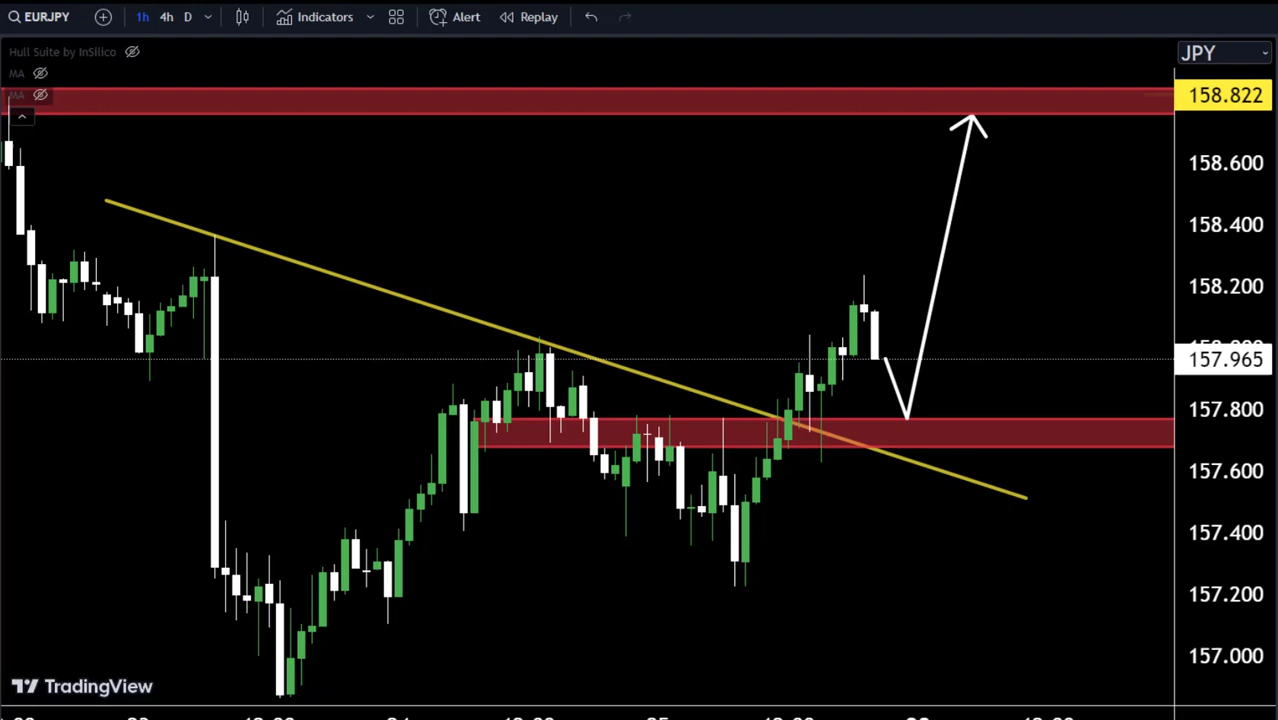 EURJPY 1h 4h D Indicators Alert Replay
Hull Suite by InSilico
MA
MA
JPY
158.822
158.600
158.400
158.200
157.965
157.800
157.600
157.400
157.200
157.000
TradingView